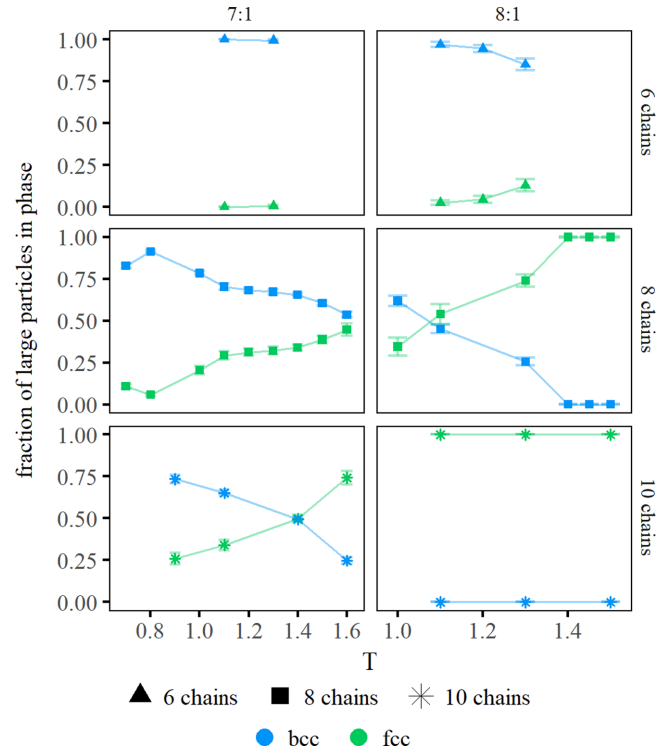 7:1 8:1
fraction of large particles in phase
1.00
0.75
0.50
0.25
0.00
6 chains
1.00
0.75
0.50
0.25
0.00
8 chains
1.00
0.75
0.50
0.25
0.00
10 chains
0.8 1.0 1.2 1.4 1.6 1.0 1.2 1.4
T
6 chains 8 chains 10 chains
bcc fcc